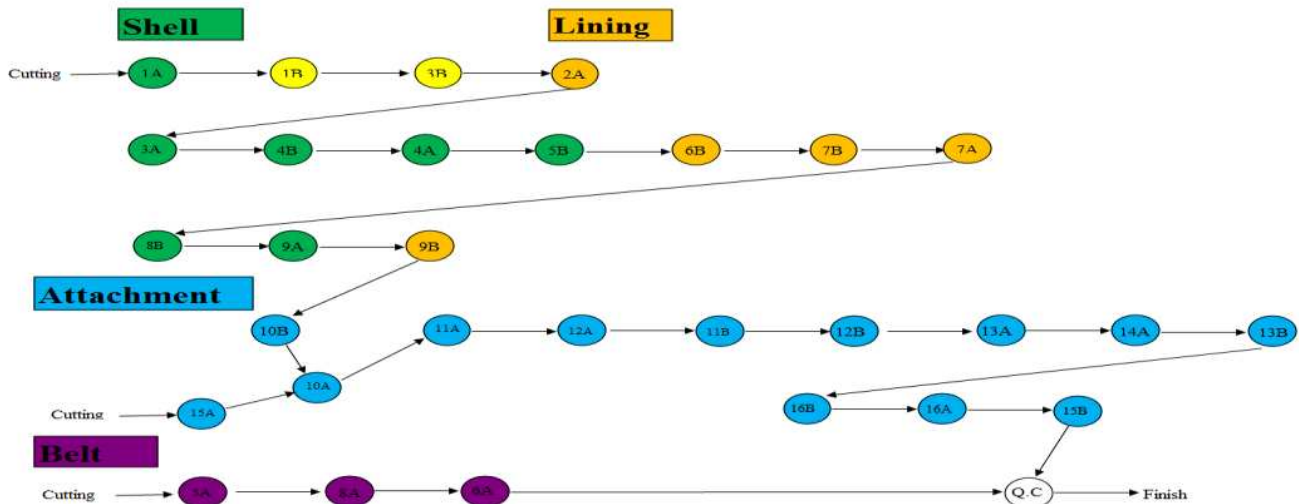 Shell Lining
Cutting 1A 1B 3B 2A
3A 4B 4A 5B 6B 7B 7A
8B 9A 9B
Attachment
10B 11A 12A 11B 12B 13A 14A 13B
10A
Cutting 15A 16B 16A 15B
Belt
Cutting 5A 8A 6A Q.C Finish